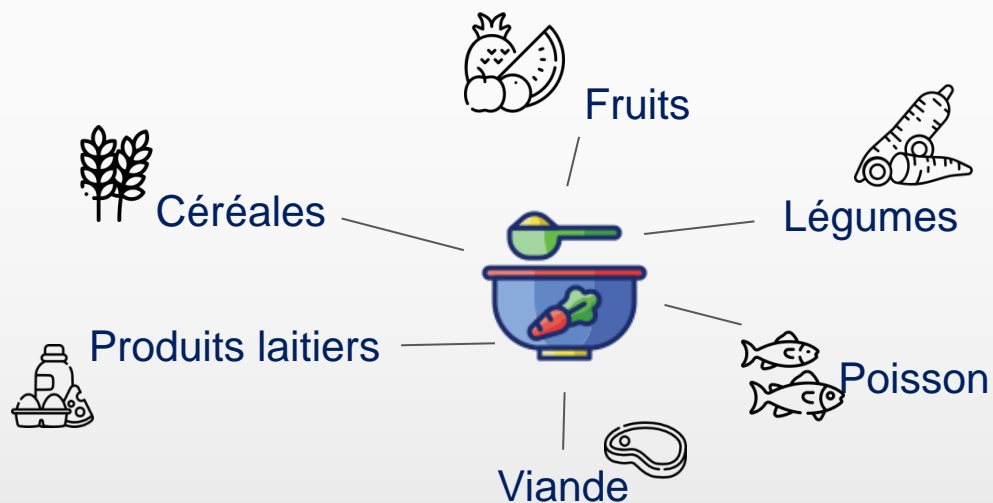 Fruits
Céréales
Légumes
Produits laitiers
Poisson
Viande